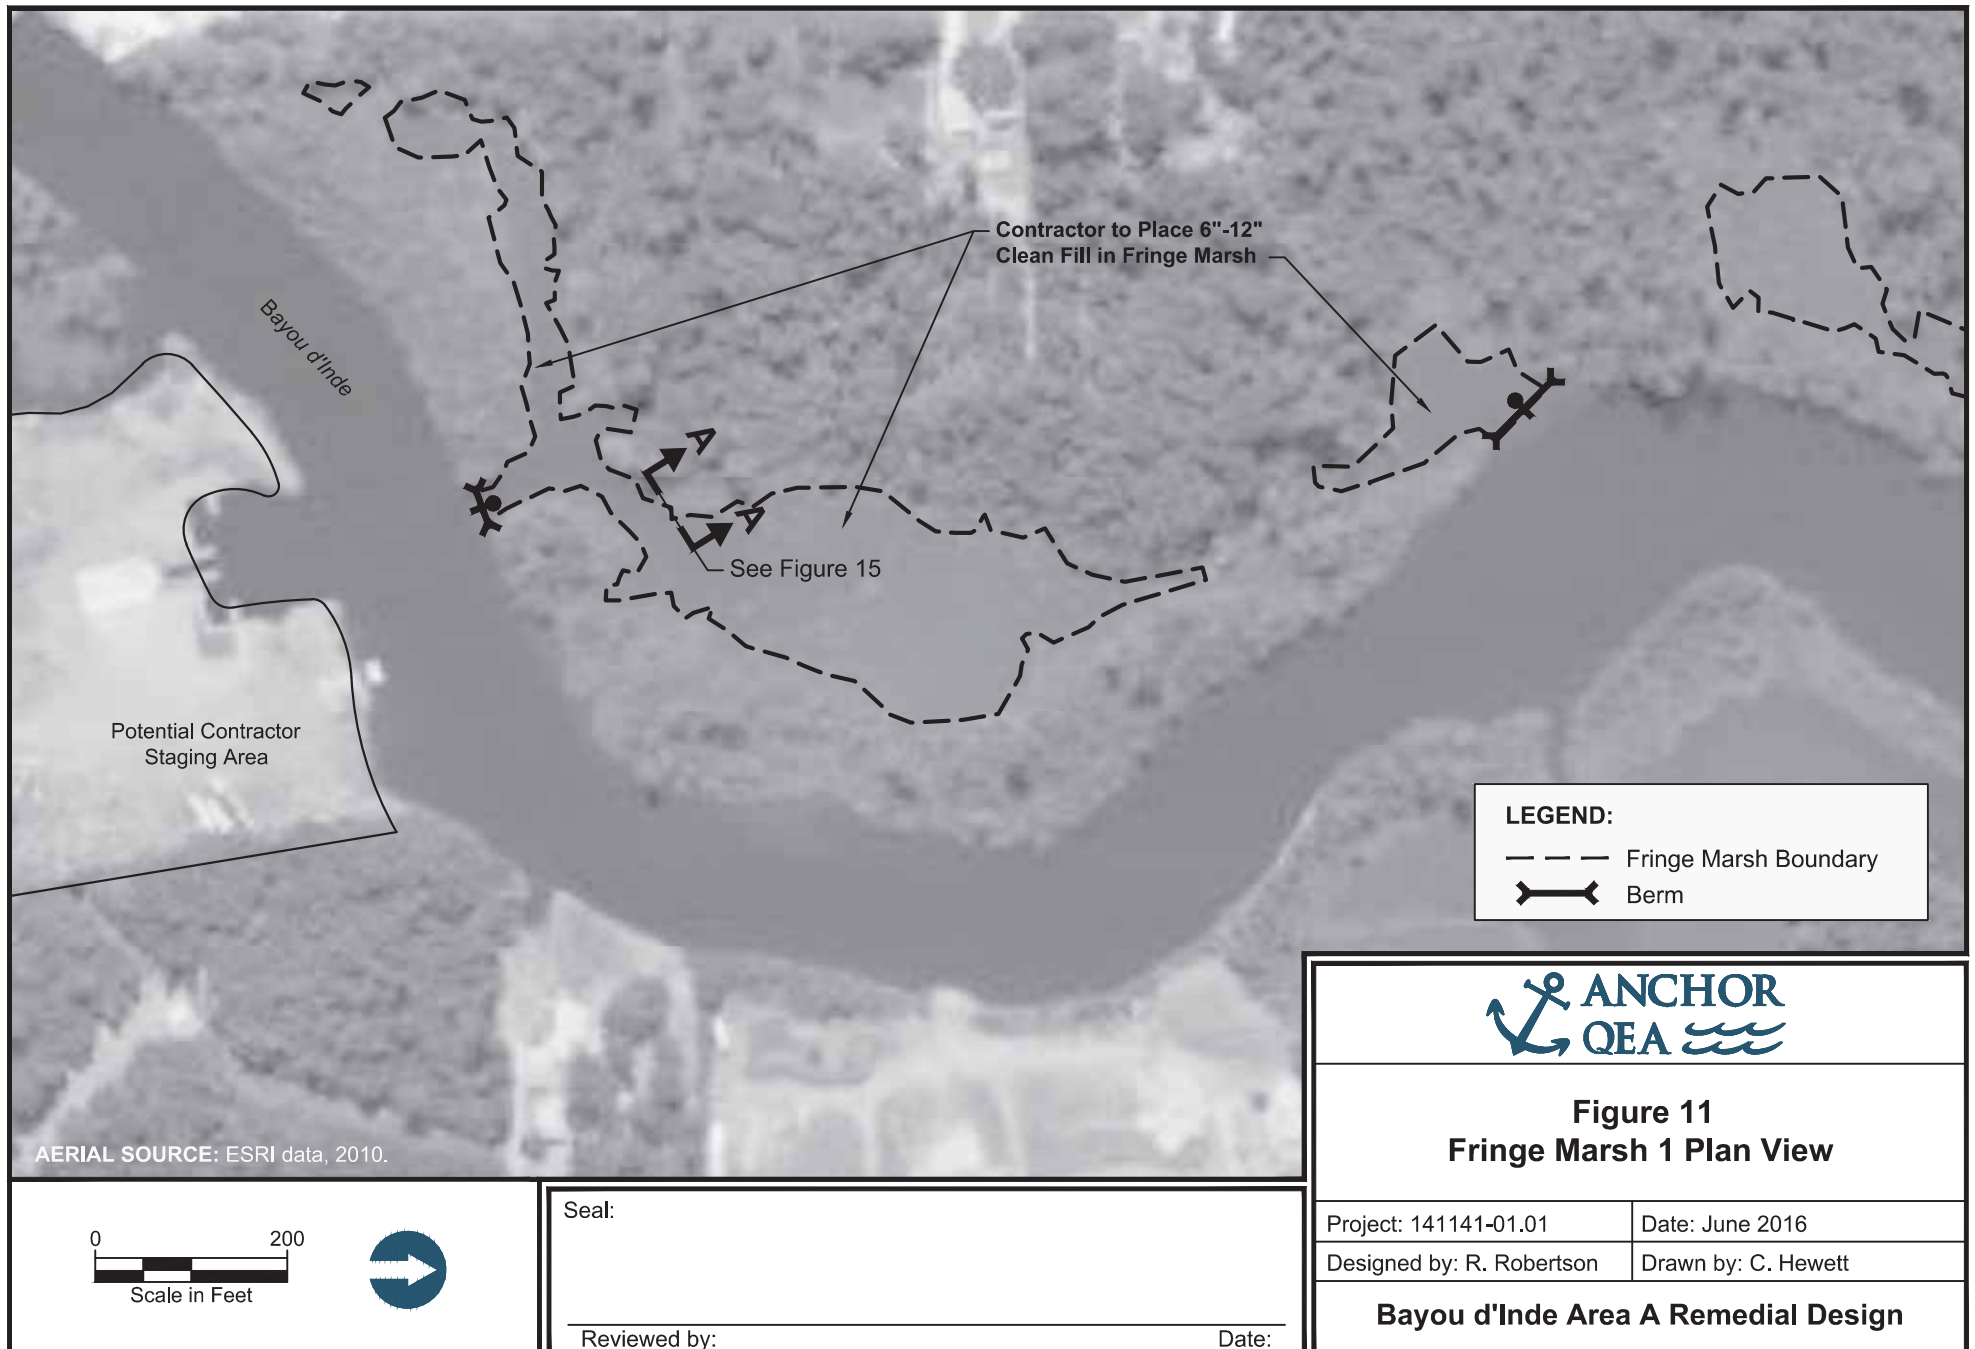 Contractor to Place 6"-12"
Clean Fill in Fringe Marsh
Bayou d'Inde
A
A
See Figure 15
Potential Contractor
Staging Area
LEGEND:
Fringe Marsh Boundary
Berm
AERIAL SOURCE: ESRI data, 2010.
ANCHOR
QEA
Figure 11
Fringe Marsh 1 Plan View
Project: 141141-01.01
Date: June 2016
Designed by: R. Robertson
Drawn by: C. Hewett
Bayou d'Inde Area A Remedial Design
0 200
Scale in Feet
Seal:
Reviewed by: Date: